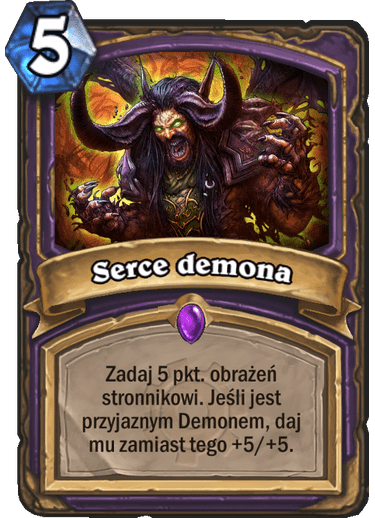 5
Serce demona
Zadaj 5 pkt. obrażeń
stronnikowi. Jeśli jest
przyjaznym Demonem, daj
mu zamiast tego +5/+5.